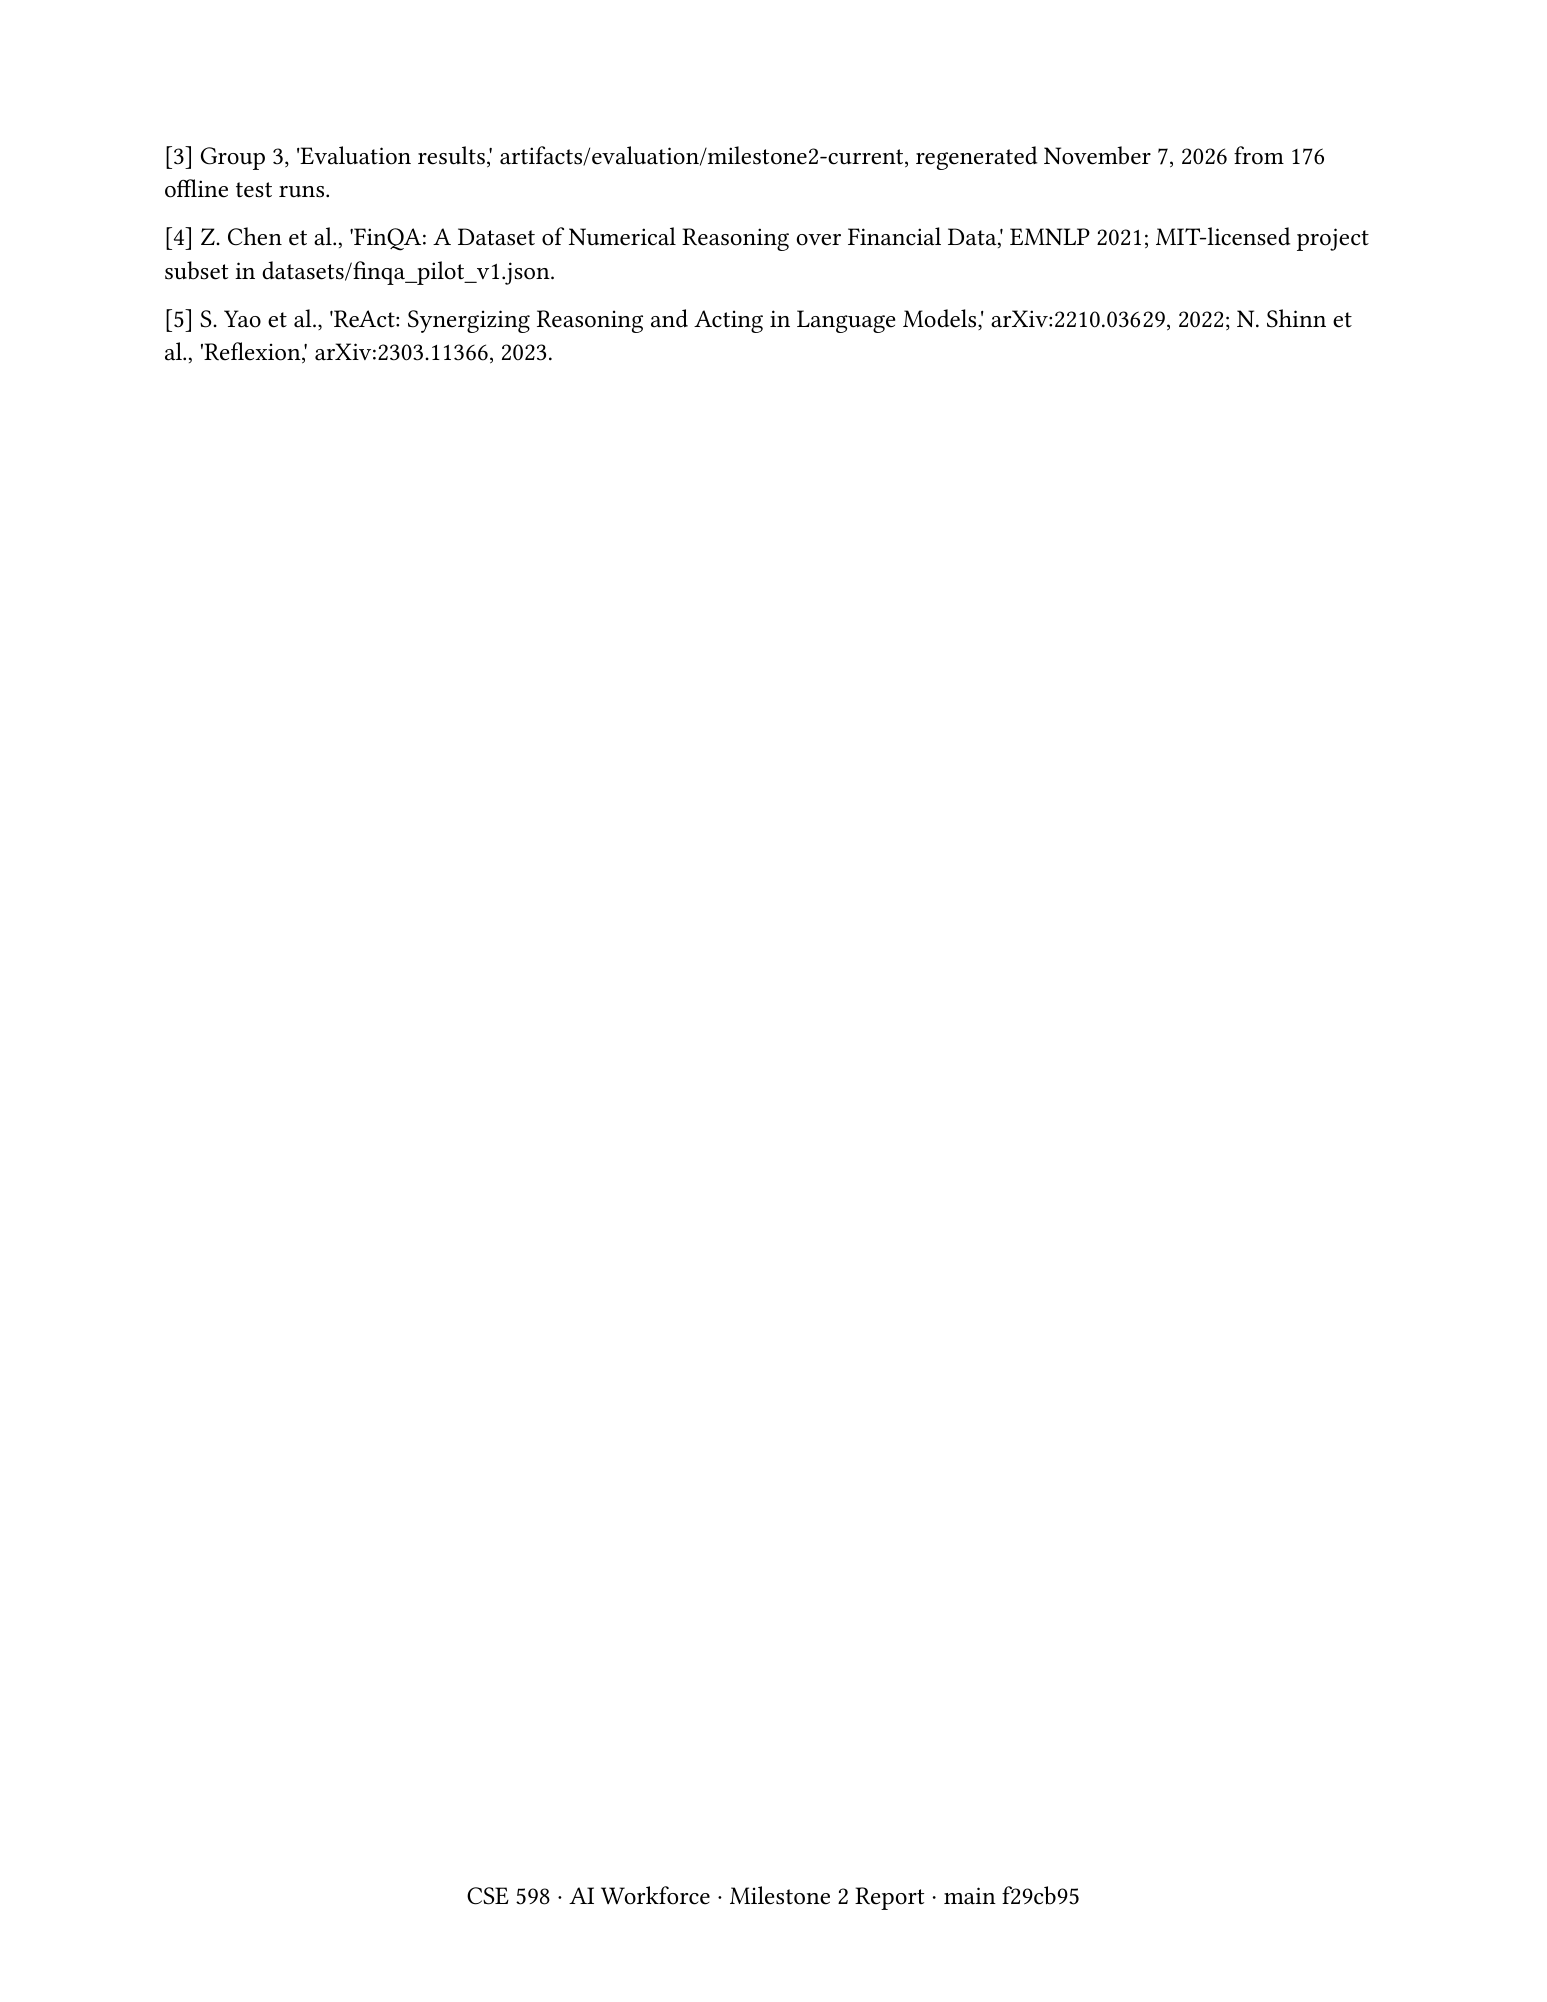 [3] Group 3, 'Evaluation results,' artifacts/evaluation/milestone2-current, regenerated November 7, 2026 from 176
offline test runs.
[4] Z. Chen et al., 'FinQA: A Dataset of Numerical Reasoning over Financial Data,' EMNLP 2021; MIT-licensed project
subset in datasets/finqa_pilot_v1.json.
[5] S. Yao et al., 'ReAct: Synergizing Reasoning and Acting in Language Models,' arXiv:2210.03629, 2022; N. Shinn et
al., 'Reflexion,' arXiv:2303.11366, 2023.
CSE 598 · AI Workforce · Milestone 2 Report · main f29cb95